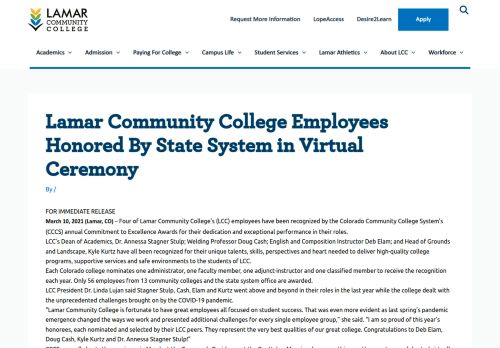 LAMAR
COMMUNITY
COLLEGE
Request More Information LopeAccess Desire2Learn Apply
Academics Admission Paying For College Campus Life Student Services Lamar Athletics About LCC Workforce
Lamar Community College Employees
Honored By State System in Virtual
Ceremony
By /
FOR IMMEDIATE RELEASE
March 10, 2021 (Lamar, CO) – Four of Lamar Community College's (LCC) employees have been recognized by the Colorado Community College System's
(CCCS) annual Commitment to Excellence Awards for their dedication and exceptional performance in their roles.
LCC's Dean of Academics, Dr. Annessa Stagner Stulp; Welding Professor Doug Cash; English and Composition Instructor Deb Elam; and Head of Grounds
and Landscape, Kyle Kurtz have all been recognized for their unique talents, skills, perspectives and heart needed to deliver high-quality college
programs, supportive services and safe environments to the students of LCC.
Each Colorado college nominates one administrator, one faculty member, one adjunct-instructor and one classified member to receive the recognition
each year. Only 56 employees from 13 community colleges and the state system office are awarded.
LCC President Dr. Linda Lujan said Stagner Stulp, Cash, Elam and Kurtz went above and beyond in their roles in the last year while the college dealt with
the unprecedented challenges brought on by the COVID-19 pandemic.
"Lamar Community College is fortunate to have great employees all focused on student success. That was even more evident as last spring's pandemic
emergence changed the ways we work and presented additional challenges for every single employee group," she said. "I am so proud of this year's
honorees, each nominated and selected by their LCC peers. They represent the very best qualities of our great college. Congratulations to Deb Elam,
Doug Cash, Kyle Kurtz and Dr. Annessa Stagner Stulp!"